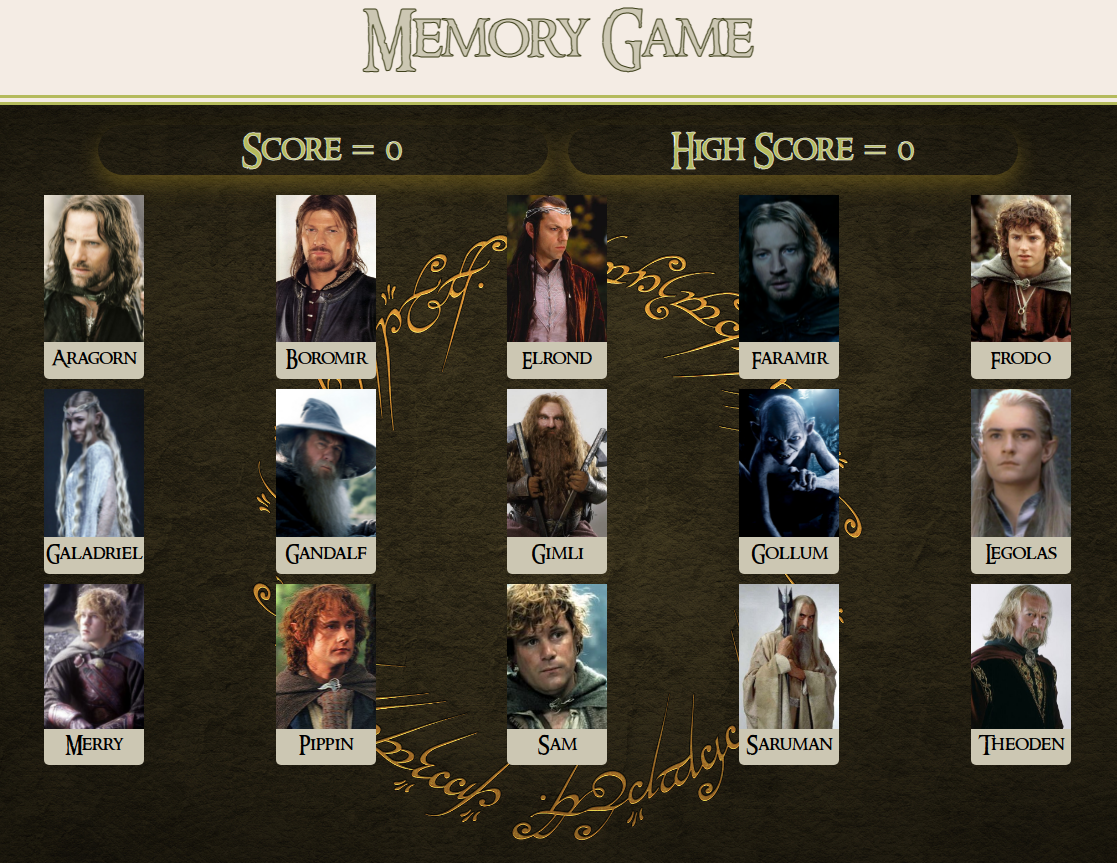 Memory Game
Score = 0
High Score = 0
Aragorn
Boromir
Elrond
Faramir
Frodo
Galadriel
Gandalf
Gimli
Gollum
Legolas
Merry
Pippin
Sam
Saruman
Theoden